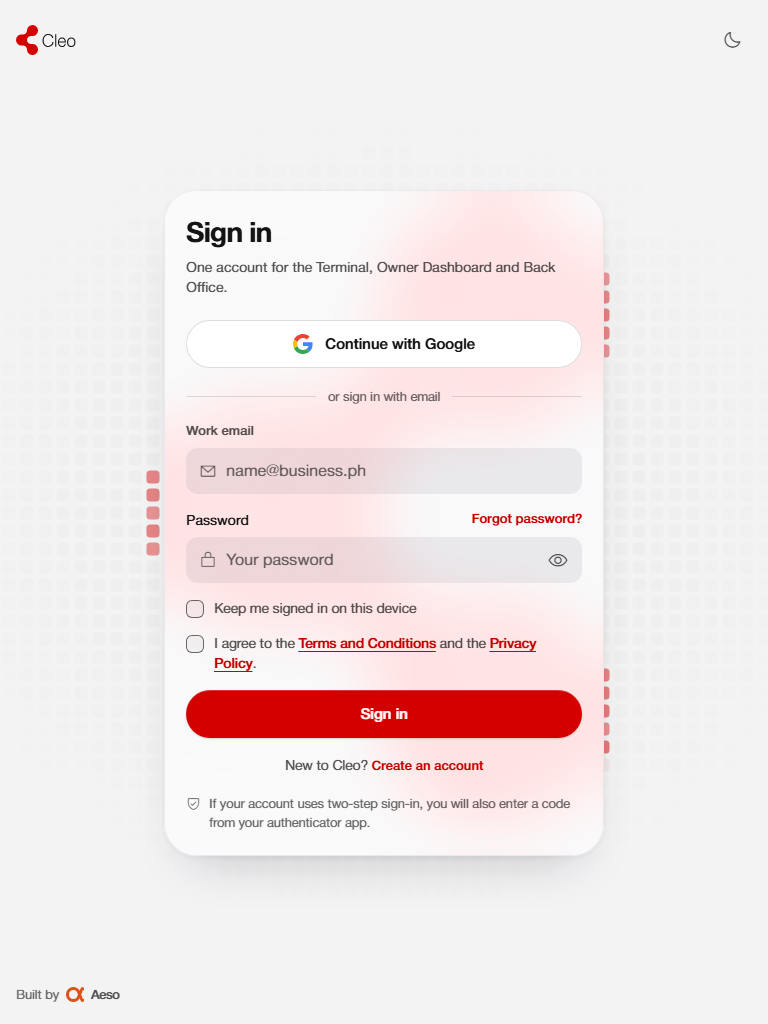 Cleo
Sign in
One account for the Terminal, Owner Dashboard and Back
Office.
Continue with Google
or sign in with email
Work email
name@business.ph
Password
Forgot password?
Your password
Keep me signed in on this device
I agree to the Terms and Conditions and the Privacy
Policy.
Sign in
New to Cleo? Create an account
If your account uses two-step sign-in, you will also enter a code
from your authenticator app.
Built by Aeso